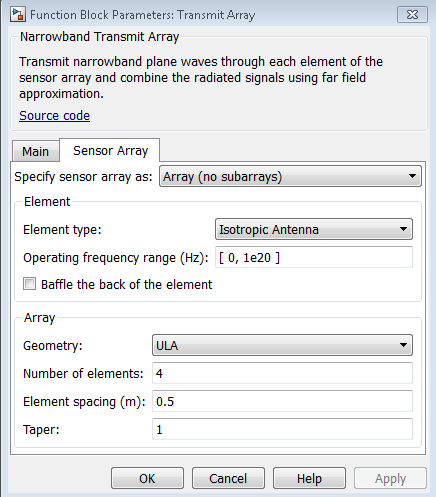 Function Block Parameters: Transmit Array
Narrowband Transmit Array
Transmit narrowband plane waves through each element of the
sensor array and combine the radiated signals using far field
approximation.
Source code
Main Sensor Array
Specify sensor array as: Array (no subarrays)
Element
Element type: Isotropic Antenna
Operating frequency range (Hz): [ 0, 1e20 ]
Baffle the back of the element
Array
Geometry: ULA
Number of elements: 4
Element spacing (m): 0.5
Taper: 1
OK Cancel Help Apply